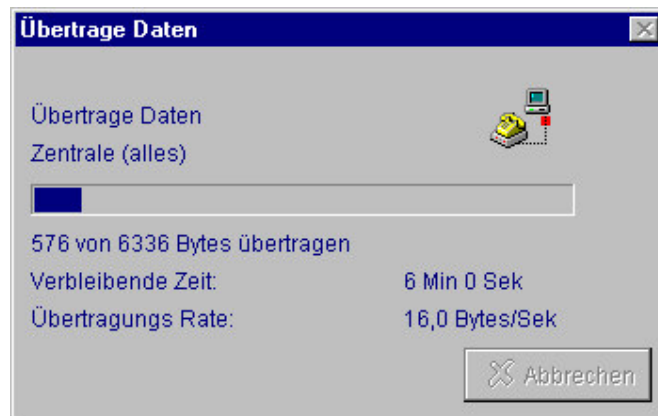 Übertrage Daten
Übertrage Daten
Zentrale (alles)
576 von 6336 Bytes übertragen
Verbleibende Zeit: 6 Min 0 Sek
Übertragungs Rate: 16,0 Bytes/Sek
Abbrechen